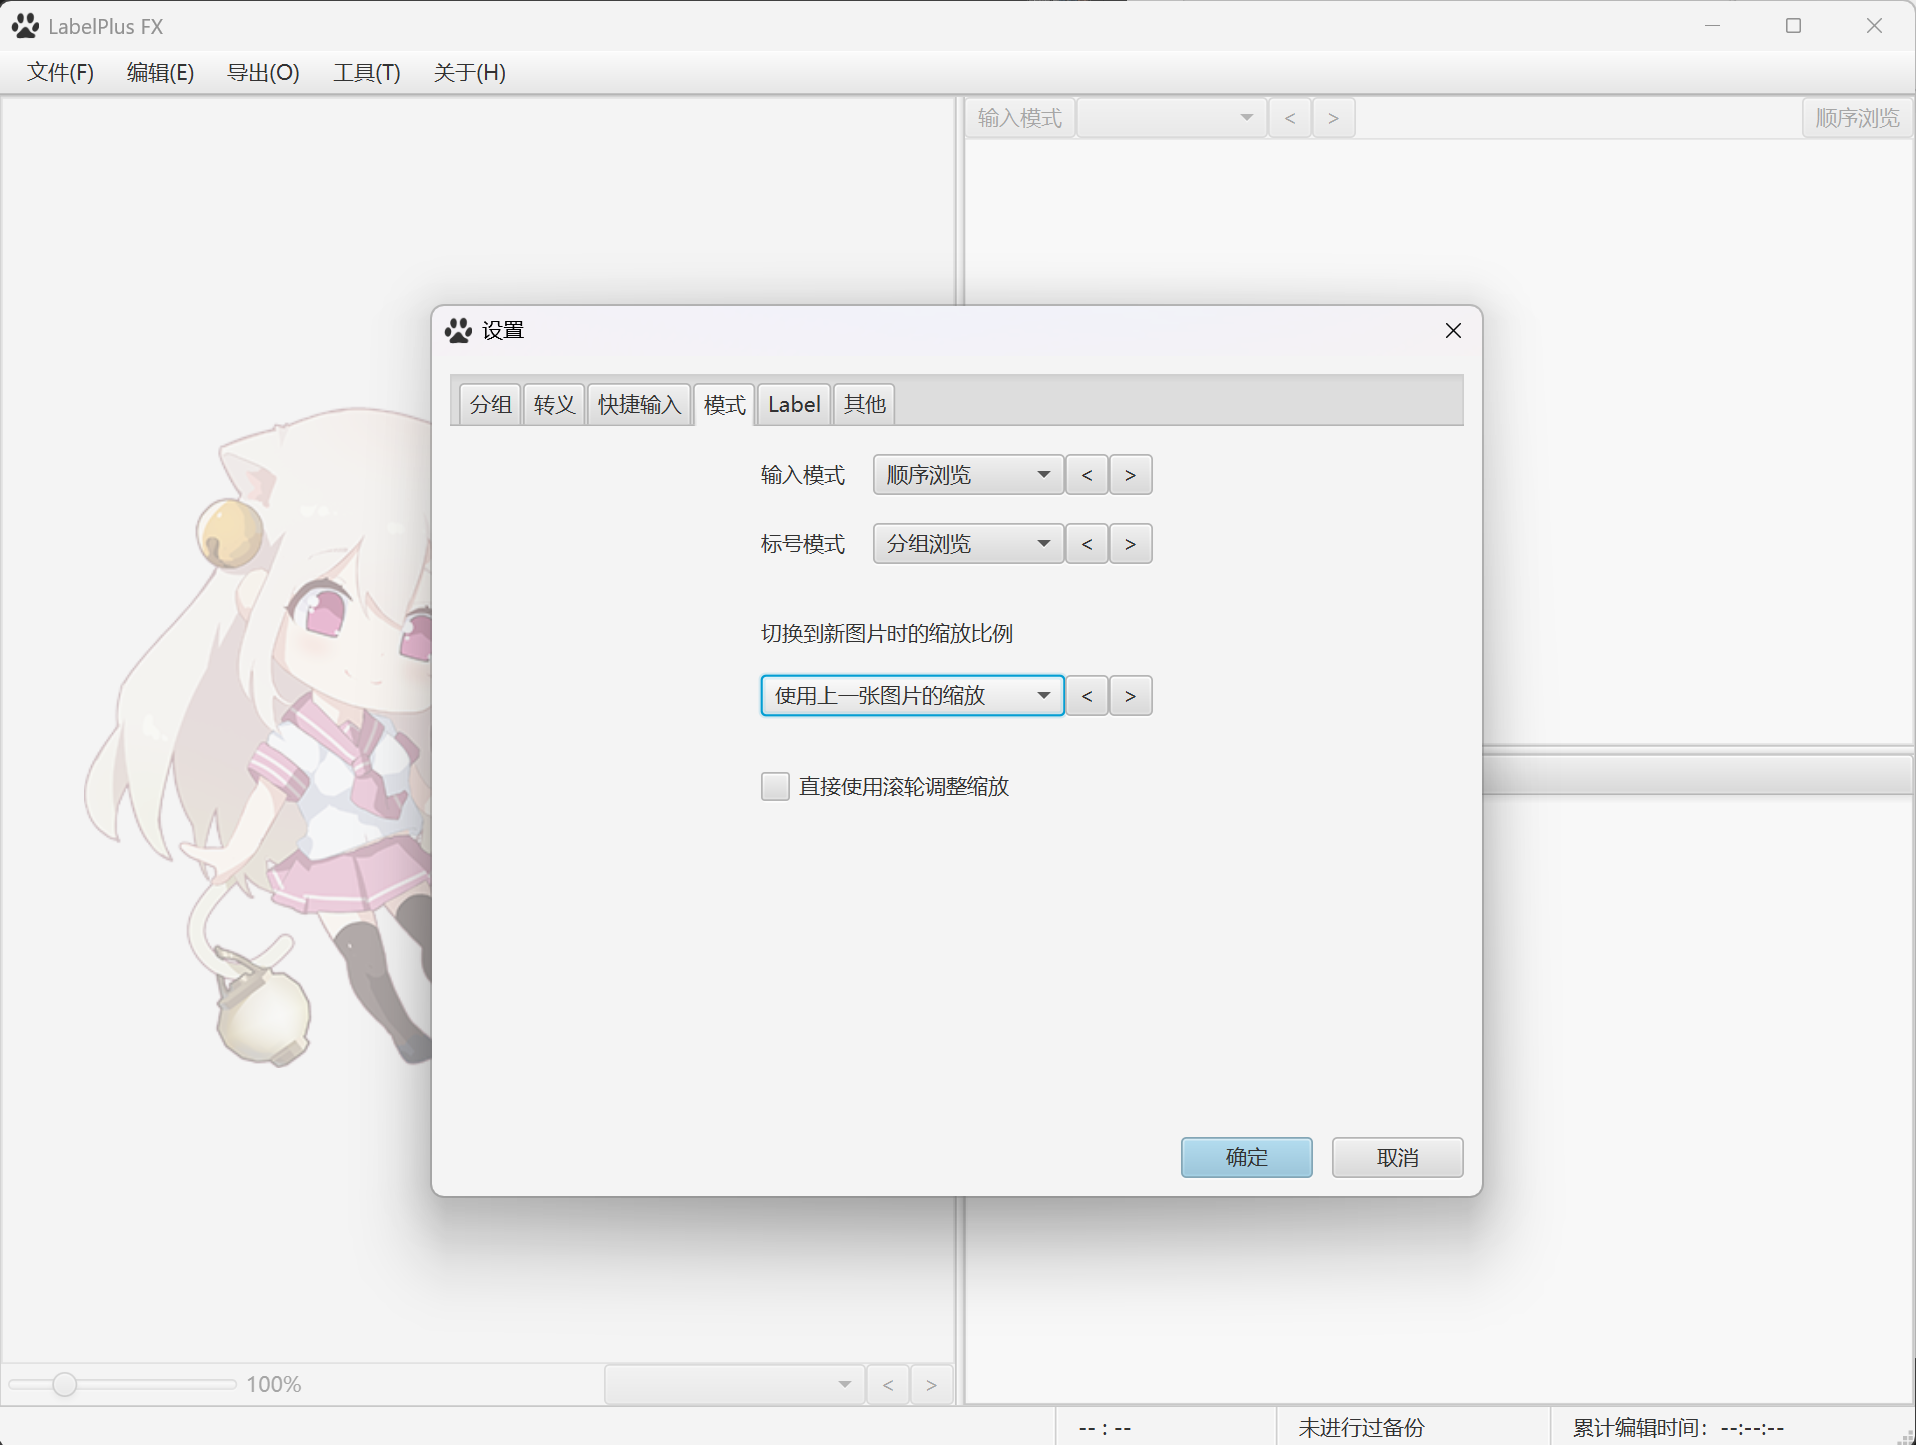 LabelPlus FX
文件(F) 编辑(E) 导出(O) 工具(T) 关于(H)
输入模式 < > 顺序浏览
设置
分组 转义 快捷输入 模式 Label 其他
输入模式 顺序浏览 < >
标号模式 分组浏览 < >
切换到新图片时的缩放比例
使用上一张图片的缩放 < >
直接使用滚轮调整缩放
确定 取消
100% < >
-- : -- 未进行过备份 累计编辑时间：--:--:--